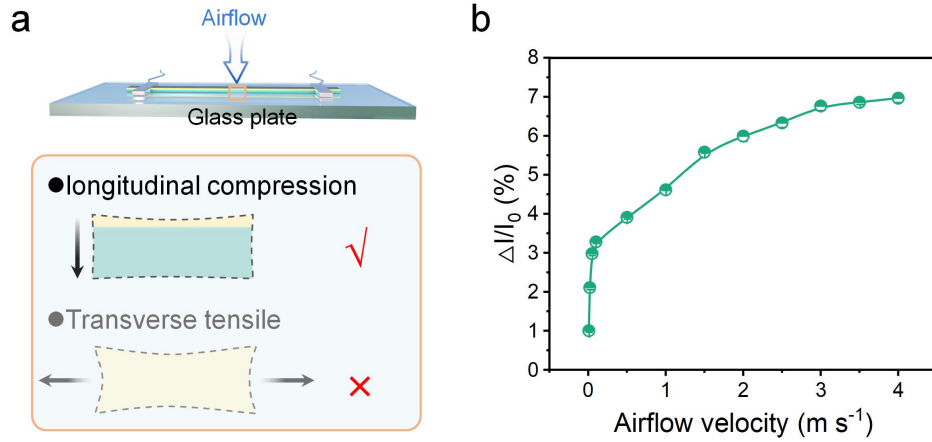 a
Airflow
Glass plate
●longitudinal compression
√
●Transverse tensile
×
b
ΔI/I₀ (%)
8
7
6
5
4
3
2
1
0
0 1 2 3 4
Airflow velocity (m s⁻¹)